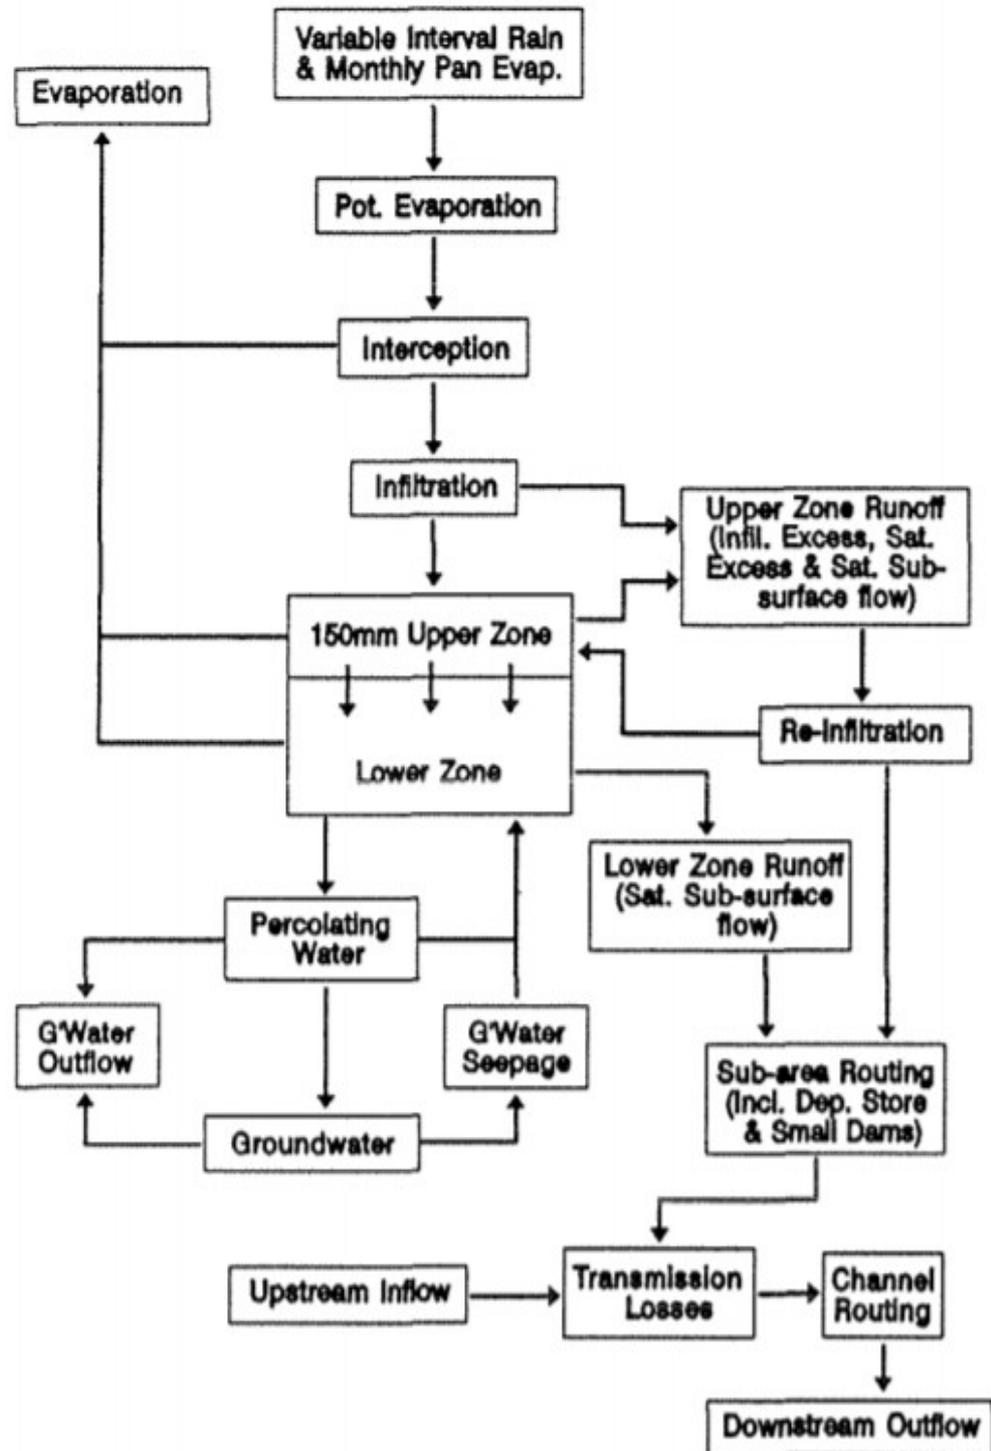 Variable Interval Rain
& Monthly Pan Evap.
Evaporation
Pot. Evaporation
Interception
Infiltration
Upper Zone Runoff
(Infil. Excess, Sat.
Excess & Sat. Sub-
surface flow)
150mm Upper Zone
Re-Infiltration
Lower Zone
Lower Zone Runoff
(Sat. Sub-surface
flow)
Percolating
Water
G'Water
Outflow
G'Water
Seepage
Sub-area Routing
(Incl. Dep. Store
& Small Dams)
Groundwater
Upstream Inflow
Transmission
Losses
Channel
Routing
Downstream Outflow